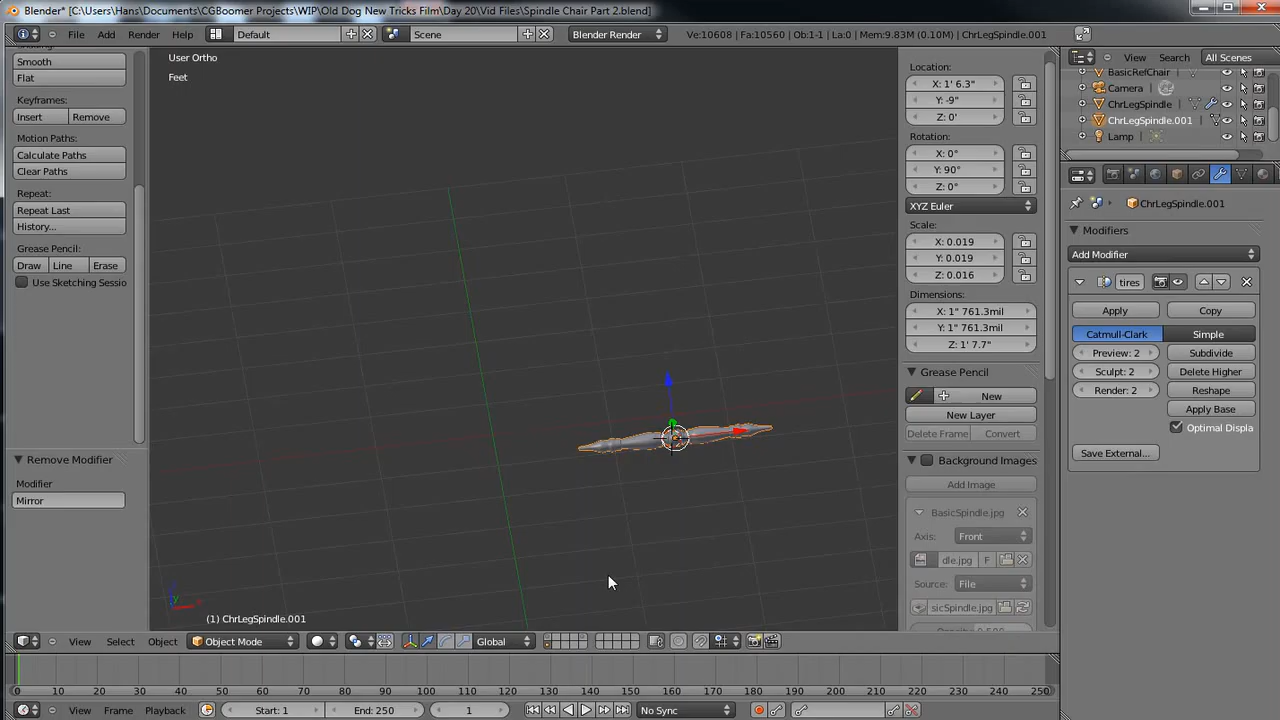 Blender* [C:\Users\Hans\Documents\CGBoomer Projects\WIP\Old Dog New Tricks Film\Day 20\Vid Files\Spindle Chair Part 2.blend]
File Add Render Help Default Scene Blender Render Ve:10608 | Fa:10560 | Ob:1-1 | La:0 | Mem:9.83M (0.10M) | ChrLegSpindle.001
View Search All Scenes
Smooth
Flat
Keyframes:
Insert Remove
Motion Paths:
Calculate Paths
Clear Paths
Repeat:
Repeat Last
History...
Grease Pencil:
Draw Line Erase
Use Sketching Sessio
Remove Modifier
Modifier
Mirror
User Ortho
Feet
(1) ChrLegSpindle.001
Location:
X: 1' 6.3"
Y: -9"
Z: 0'
Rotation:
X: 0°
Y: 90°
Z: 0°
XYZ Euler
Scale:
X: 0.019
Y: 0.019
Z: 0.016
Dimensions:
X: 1" 761.3mil
Y: 1" 761.3mil
Z: 1' 7.7"
Grease Pencil
New
New Layer
Delete Frame Convert
Background Images
Add Image
BasicSpindle.jpg
Axis: Front
dle.jpg F
Source: File
sicSpindle.jpg
BasicRefChair
Camera
ChrLegSpindle
ChrLegSpindle.001
Lamp
ChrLegSpindle.001
Modifiers
Add Modifier
tires
Apply Copy
Catmull-Clark Simple
Preview: 2 Subdivide
Sculpt: 2 Delete Higher
Render: 2 Reshape
Apply Base
Optimal Displa
Save External...
View Select Object Object Mode Global
0 10 20 30 40 50 60 70 80 90 100 110 120 130 140 150 160 170 180 190 200 210 220 230 240 250
View Frame Playback Start: 1 End: 250 1 No Sync